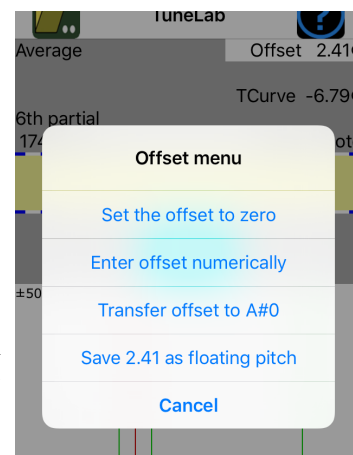 TuneLab
Average
Offset 2.41
TCurve -6.79
6th partial
174
Offset menu
Set the offset to zero
Enter offset numerically
Transfer offset to A#0
±50
Save 2.41 as floating pitch
Cancel